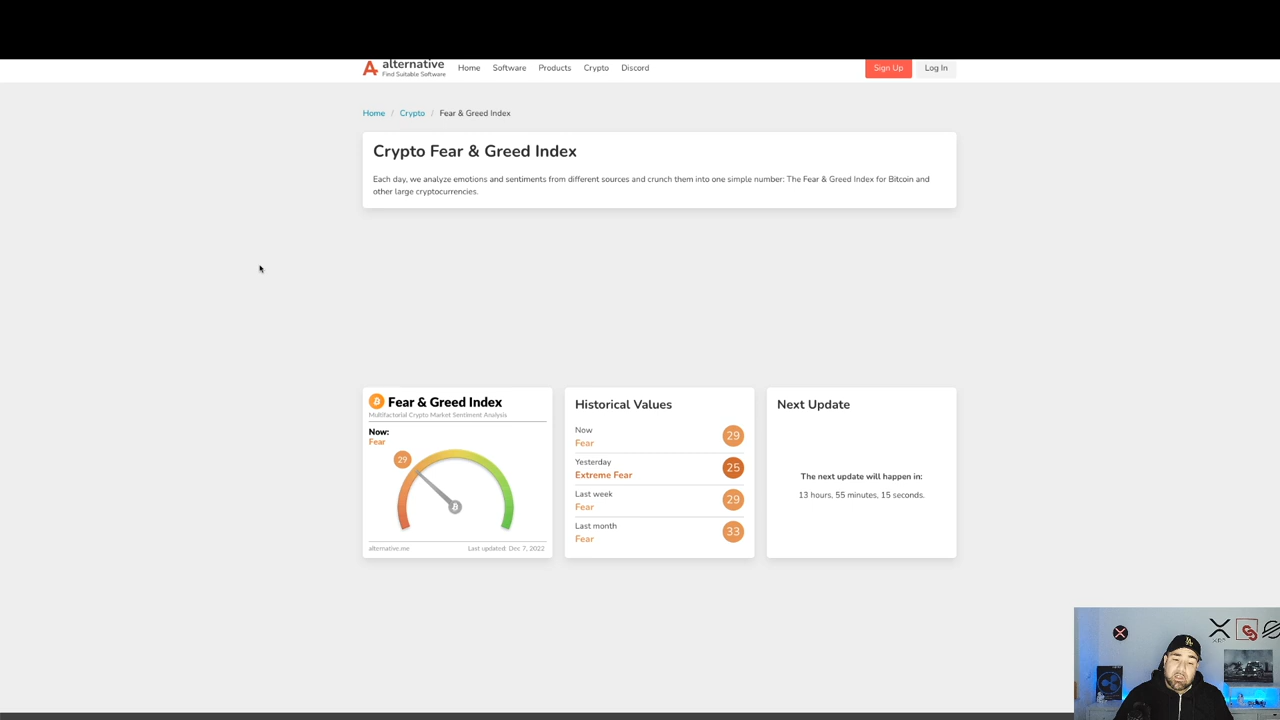 alternative
Find Suitable Software
Home
Software
Products
Crypto
Discord
Sign Up
Log In
Home / Crypto / Fear & Greed Index
Crypto Fear & Greed Index
Each day, we analyze emotions and sentiments from different sources and crunch them into one simple number: The Fear & Greed Index for Bitcoin and
other large cryptocurrencies.
Fear & Greed Index
Multifactorial Crypto Market Sentiment Analysis
Now:
Fear
29
alternative.me
Last updated: Dec 7, 2022
Historical Values
Now
Fear
29
Yesterday
Extreme Fear
25
Last week
Fear
29
Last month
Fear
33
Next Update
The next update will happen in:
13 hours, 55 minutes, 15 seconds.